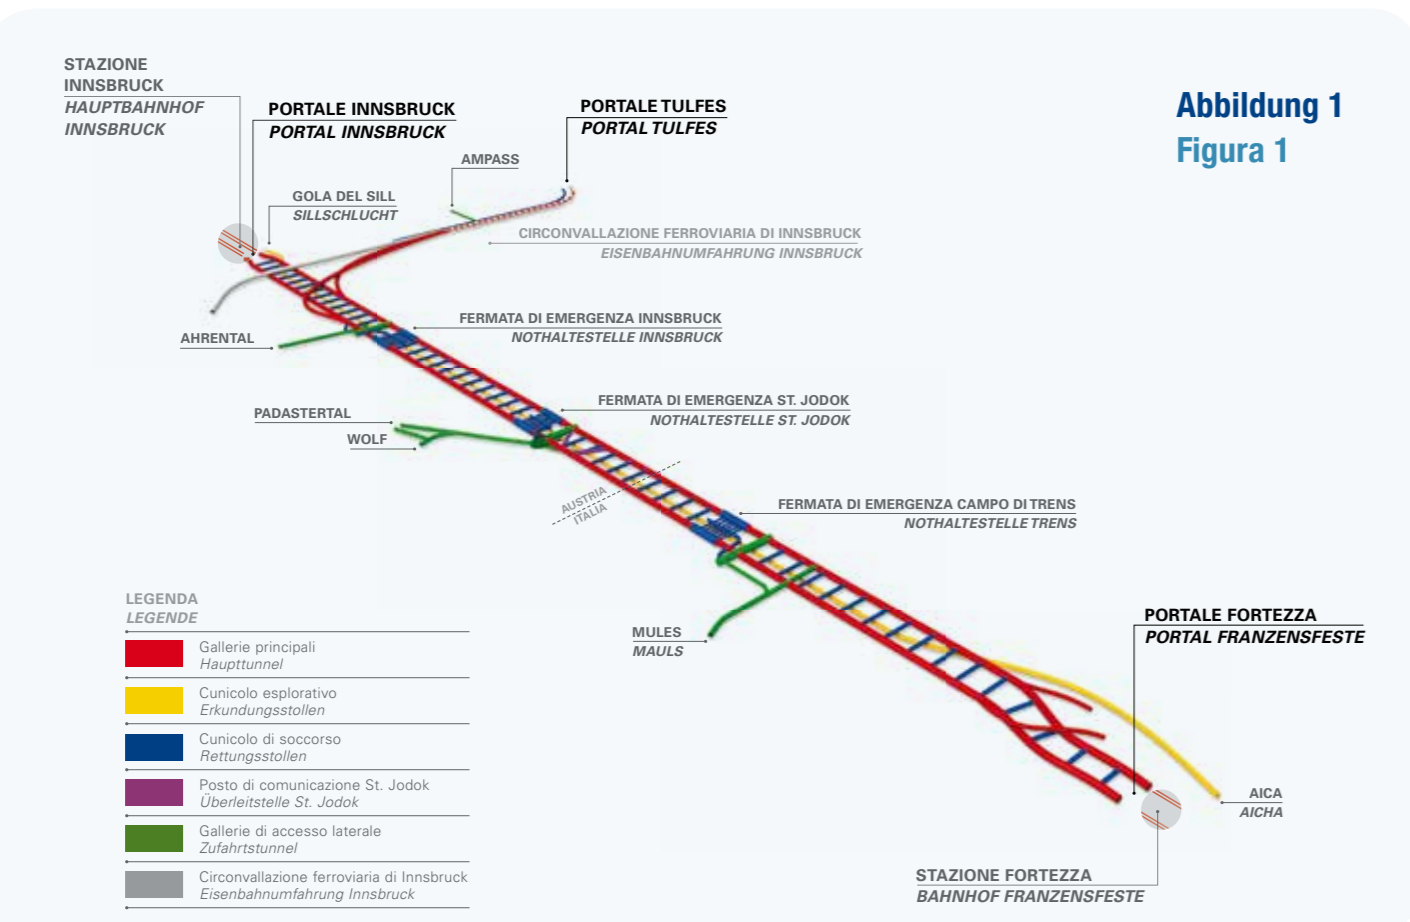 Abbildung 1
Figura 1
STAZIONE
INNSBRUCK
HAUPTBAHNHOF
INNSBRUCK
PORTALE INNSBRUCK
PORTAL INNSBRUCK
PORTALE TULFES
PORTAL TULFES
AMPASS
GOLA DEL SILL
SILLSCHLUCHT
CIRCONVALLAZIONE FERROVIARIA DI INNSBRUCK
EISENBAHNUMFAHRUNG INNSBRUCK
FERMATA DI EMERGENZA INNSBRUCK
NOTHALTESTELLE INNSBRUCK
AHRENTAL
FERMATA DI EMERGENZA ST. JODOK
NOTHALTESTELLE ST. JODOK
PADASTERTAL
WOLF
AUSTRIA
ITALIA
FERMATA DI EMERGENZA CAMPO DI TRENS
NOTHALTESTELLE TRENS
MULES
MAULS
PORTALE FORTEZZA
PORTAL FRANZENSFESTE
AICA
AICHA
STAZIONE FORTEZZA
BAHNHOF FRANZENSFESTE
LEGENDA
LEGENDE
Gallerie principali
Haupttunnel
Cunicolo esplorativo
Erkundungsstollen
Cunicolo di soccorso
Rettungsstollen
Posto di comunicazione St. Jodok
Überleitstelle St. Jodok
Gallerie di accesso laterale
Zufahrtstunnel
Circonvallazione ferroviaria di Innsbruck
Eisenbahnumfahrung Innsbruck